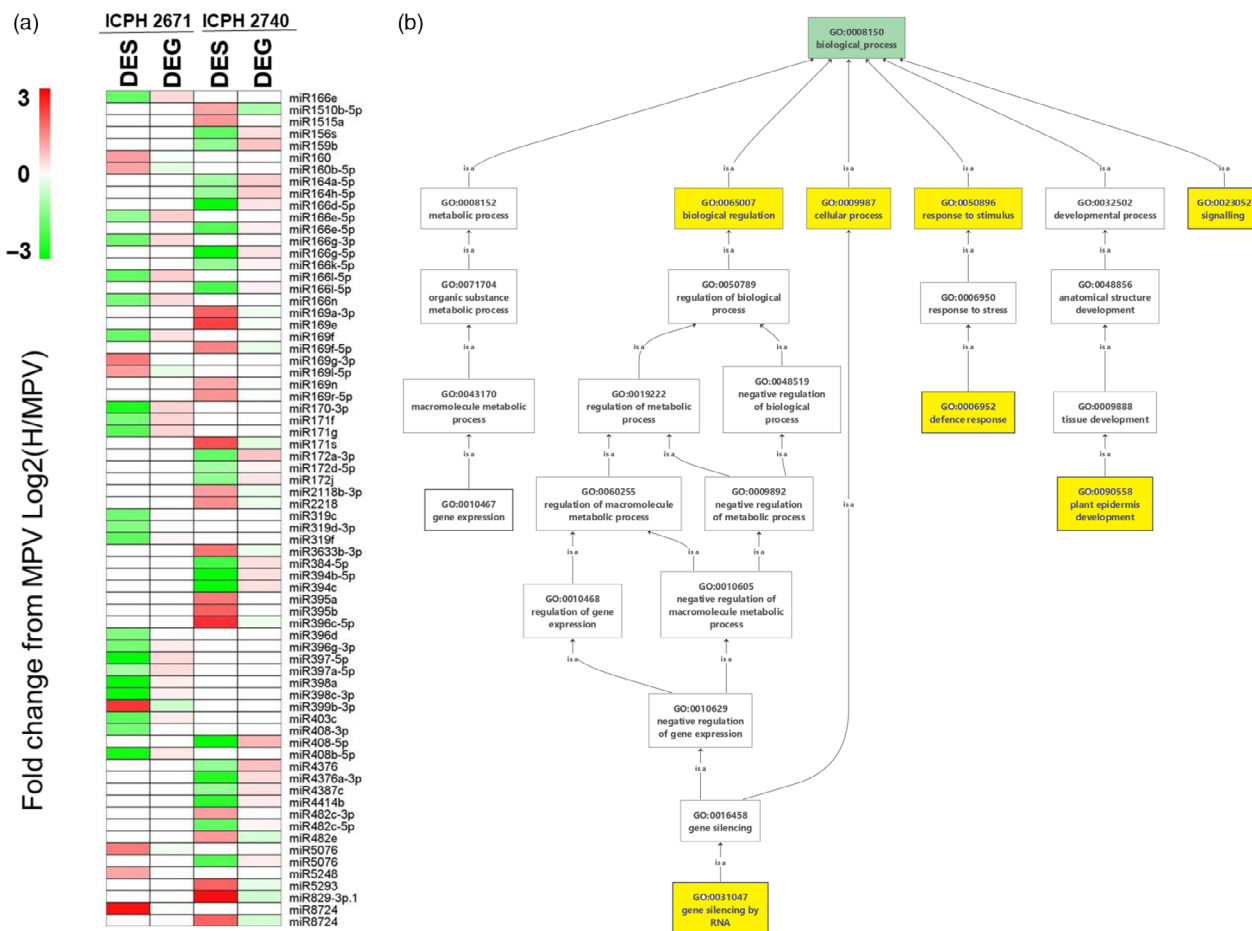 (a)
ICPH 2671 ICPH 2740
DES DEG DES DEG
3
0
−3
Fold change from MPV Log2(H/MPV)
miR166e
miR1510b-5p
miR1515a
miR156s
miR159b
miR160
miR160b-5p
miR164a-5p
miR164h-5p
miR166d-5p
miR166e-5p
miR166e-5p
miR166g-3p
miR166g-5p
miR166k-5p
miR166l-5p
miR166l-5p
miR166n
miR169a-3p
miR169e
miR169f
miR169f-5p
miR169g-3p
miR169l-5p
miR169n
miR169r-5p
miR170-3p
miR171f
miR171g
miR171s
miR172a-3p
miR172d-5p
miR172j
miR2118b-3p
miR2218
miR319c
miR319d-3p
miR319f
miR3633b-3p
miR384-5p
miR394b-5p
miR394c
miR395a
miR395b
miR396c-5p
miR396d
miR396g-3p
miR397-5p
miR397a-5p
miR398a
miR398c-3p
miR399b-3p
miR403c
miR408-3p
miR408-5p
miR408b-5p
miR4376
miR4376a-3p
miR4387c
miR4414b
miR482c-3p
miR482c-5p
miR482e
miR5076
miR5076
miR5248
miR5293
miR829-3p.1
miR8724
miR8724
(b)
GO:0008150
biological_process
is a
is a
is a
is a
is a
is a
GO:0008152
metabolic process
GO:0065007
biological regulation
GO:0009987
cellular process
GO:0050896
response to stimulus
GO:0032502
developmental process
GO:0023052
signalling
is a
is a
is a
is a
GO:0071704
organic substance
metabolic process
GO:0050789
regulation of biological
process
GO:0006950
response to stress
GO:0048856
anatomical structure
development
is a
is a
is a
is a
is a
GO:0043170
macromolecule metabolic
process
GO:0019222
regulation of metabolic
process
GO:0048519
negative regulation
of biological
process
GO:0006952
defence response
GO:0009888
tissue development
is a
is a
is a
is a
is a
GO:0010467
gene expression
GO:0060255
regulation of macromolecule
metabolic process
GO:0009892
negative regulation
of metabolic process
GO:0090558
plant epidermis
development
is a
is a
is a
is a
GO:0010468
regulation of gene
expression
GO:0010605
negative regulation of
macromolecule metabolic
process
is a
is a
GO:0010629
negative regulation
of gene expression
is a
GO:0016458
gene silencing
is a
GO:0031047
gene silencing by
RNA